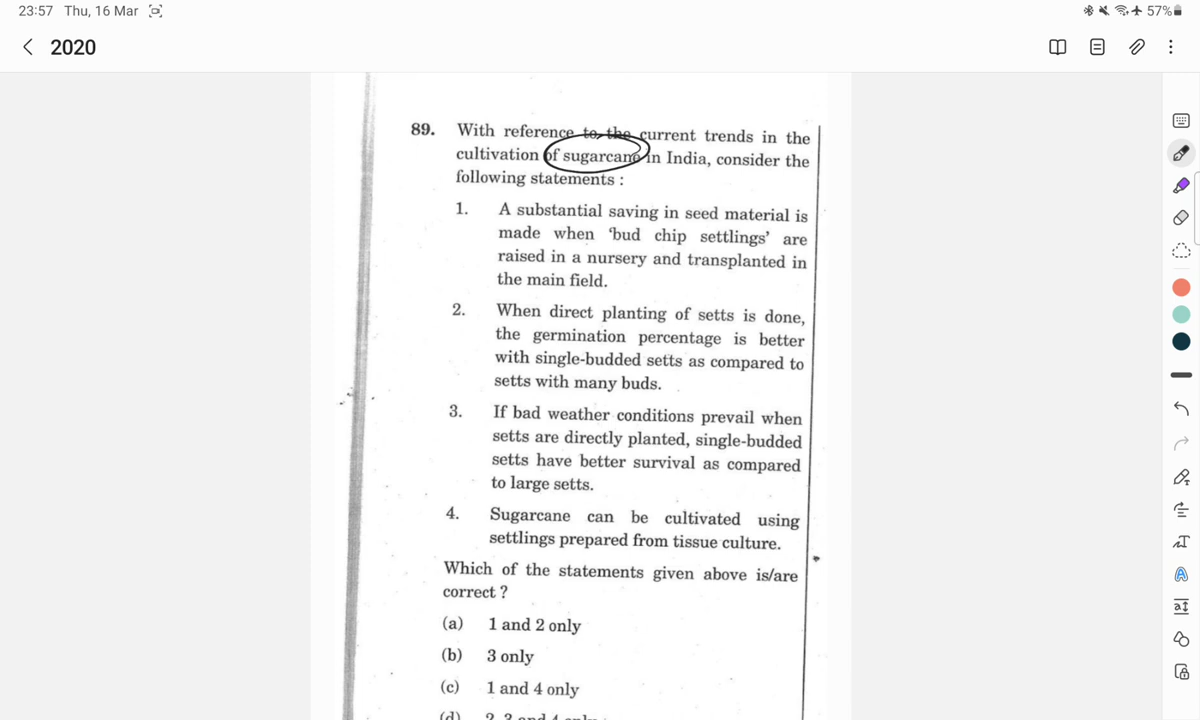 23:57 Thu, 16 Mar
57%
2020
89. With reference to the current trends in the
cultivation of sugarcane in India, consider the
following statements :
1. A substantial saving in seed material is
made when ‘bud chip settlings’ are
raised in a nursery and transplanted in
the main field.
2. When direct planting of setts is done,
the germination percentage is better
with single-budded setts as compared to
setts with many buds.
3. If bad weather conditions prevail when
setts are directly planted, single-budded
setts have better survival as compared
to large setts.
4. Sugarcane can be cultivated using
settlings prepared from tissue culture.
Which of the statements given above is/are
correct ?
(a) 1 and 2 only
(b) 3 only
(c) 1 and 4 only
(d) 2, 3 and 4 only